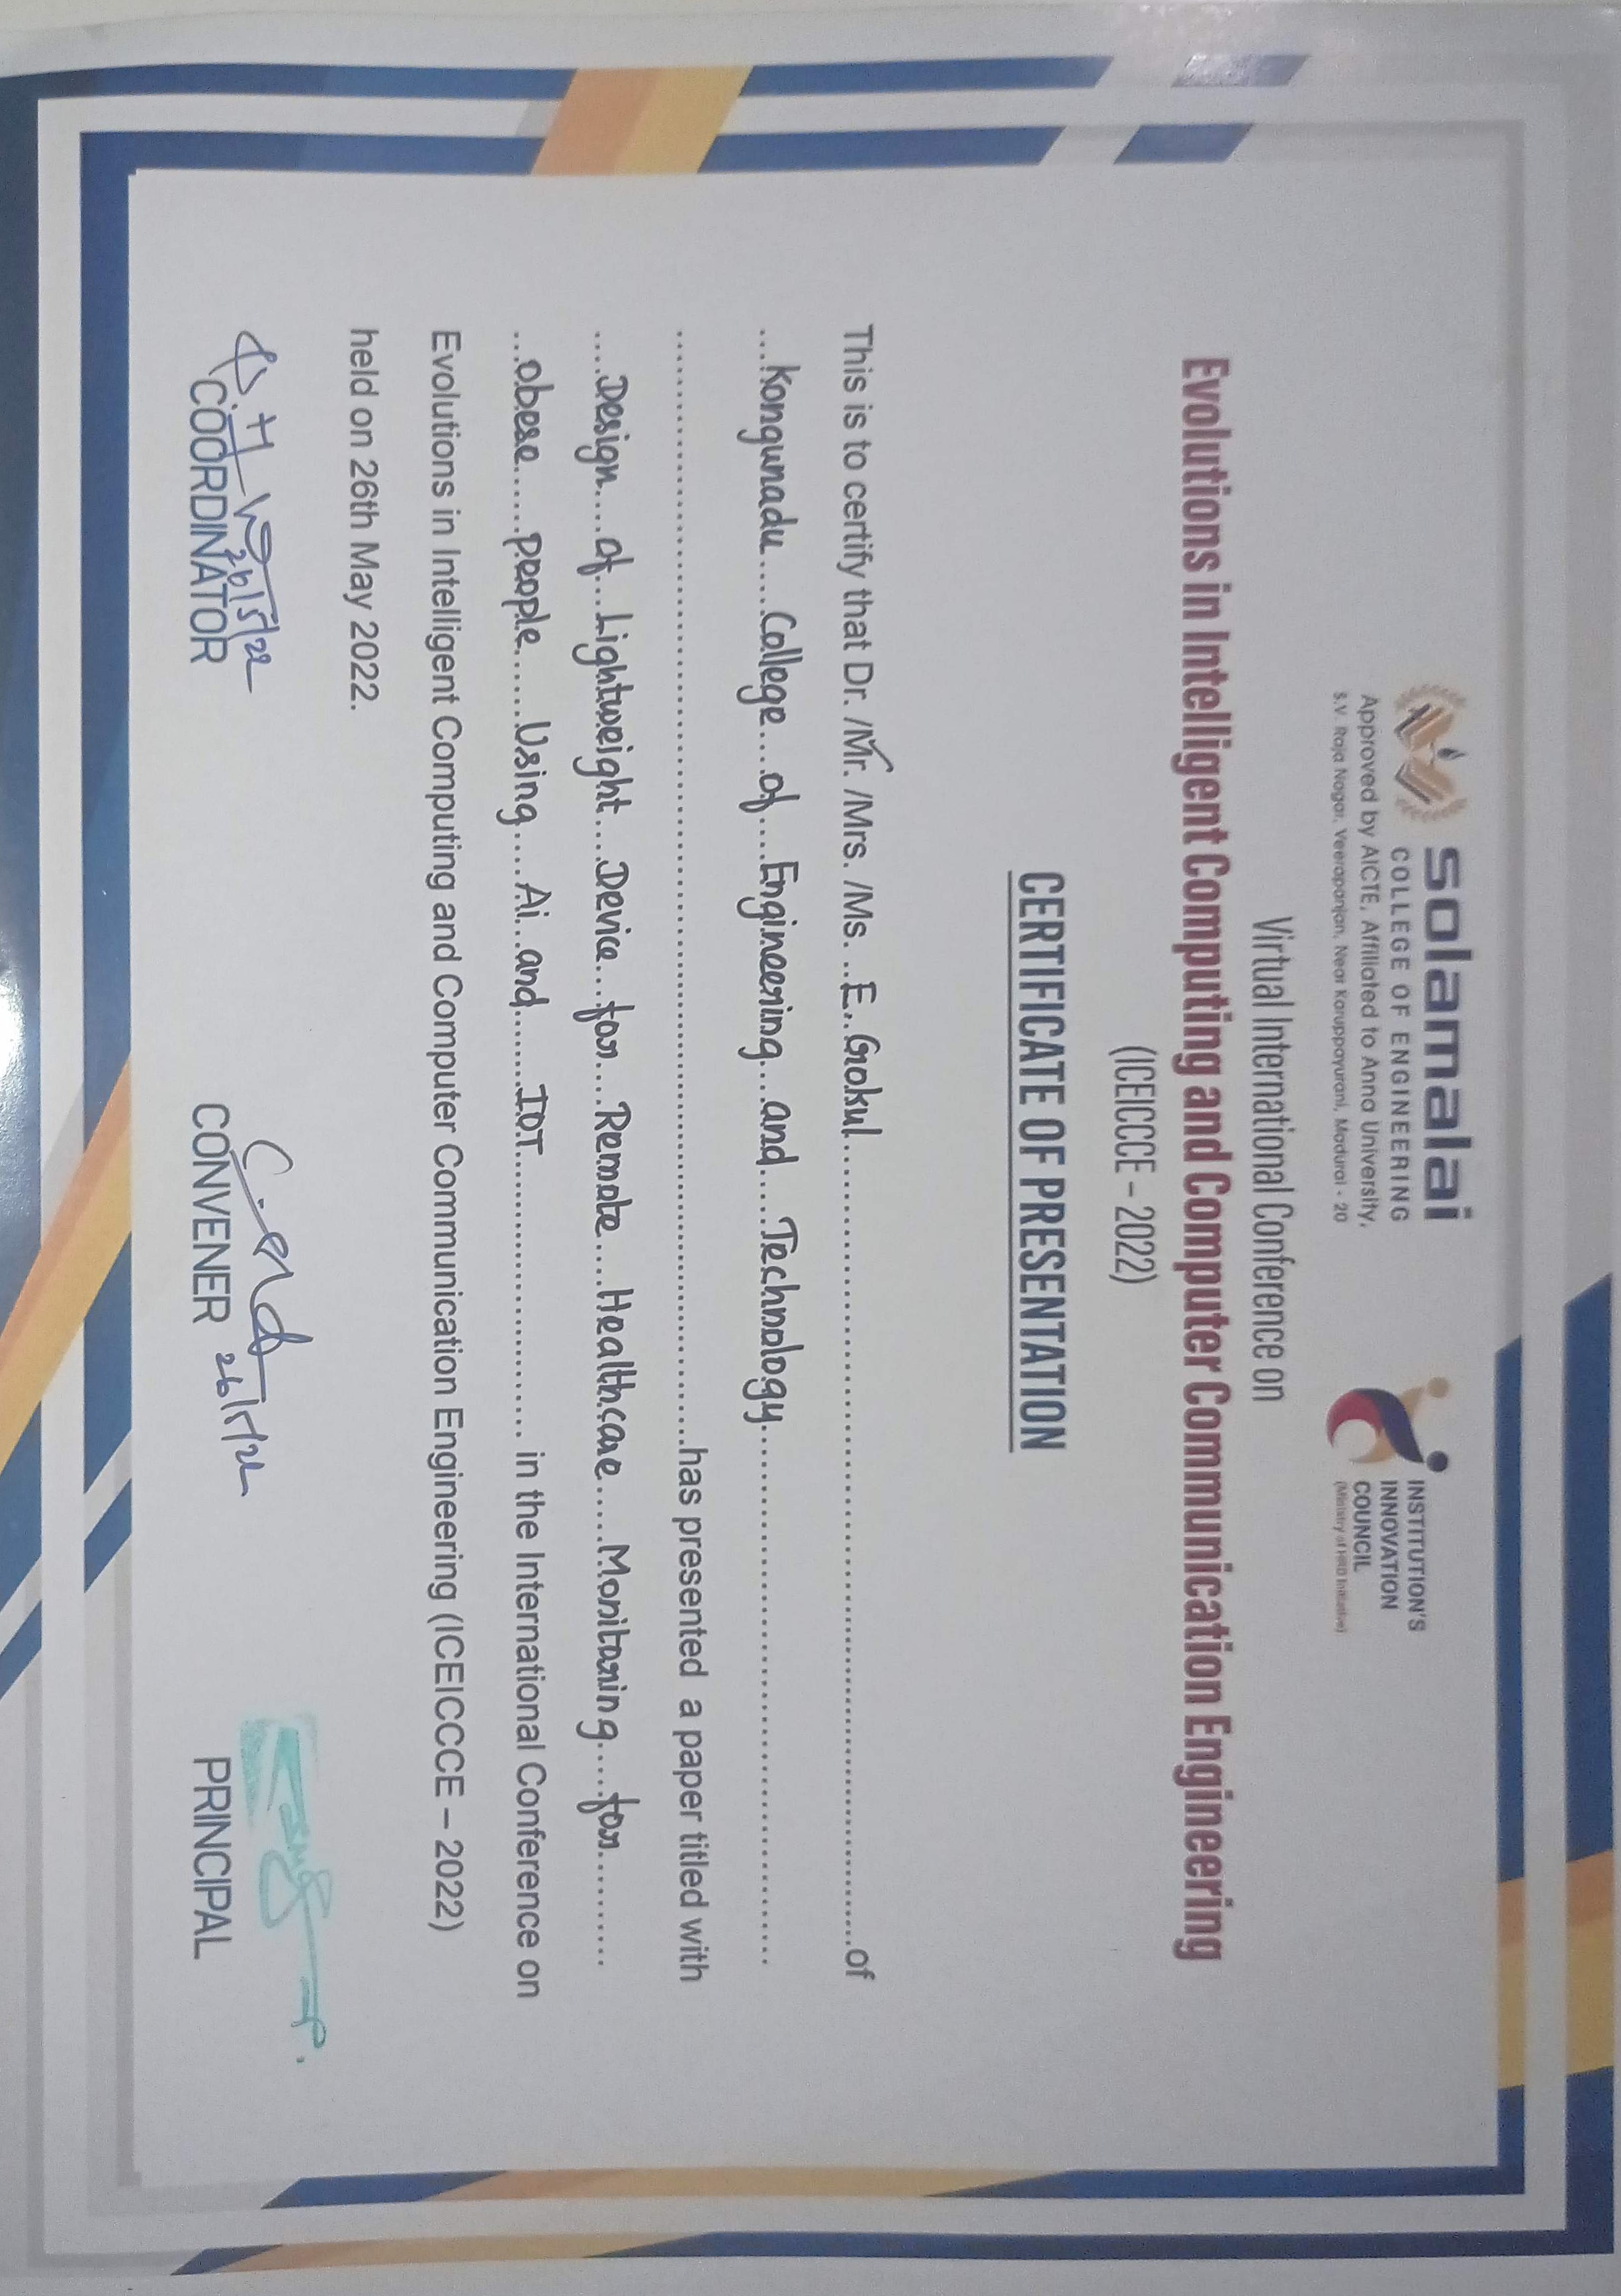 solamalai
COLLEGE OF ENGINEERING
Approved by AICTE, Affiliated to Anna University,
S.V. Raja Nagar, Veerapanjan, Near Karuppayurani, Madurai - 20
INSTITUTION'S
INNOVATION
COUNCIL
(Ministry of HRD Initiative)
Virtual International Conference on
Evolutions in Intelligent Computing and Computer Communication Engineering
(ICEICCCE – 2022)
CERTIFICATE OF PRESENTATION
This is to certify that Dr. /Mr. /Mrs. /Ms. E. Gokul of
Kongunadu College of Engineering and Technology
has presented a paper titled with
Design of Lightweight Device for Remote Healthcare Monitoring for
obese people Using Ai and IOT in the International Conference on
Evolutions in Intelligent Computing and Computer Communication Engineering (ICEICCCE – 2022)
held on 26th May 2022.
26/5/22
26/5/22
COORDINATOR CONVENER PRINCIPAL